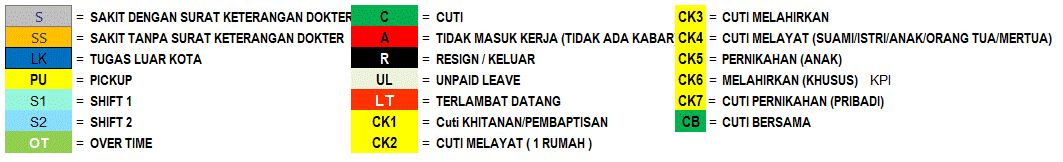 S = SAKIT DENGAN SURAT KETERANGAN DOKTER
SS = SAKIT TANPA SURAT KETERANGAN DOKTER
LK = TUGAS LUAR KOTA
PU = PICKUP
S1 = SHIFT 1
S2 = SHIFT 2
OT = OVER TIME
C = CUTI
A = TIDAK MASUK KERJA (TIDAK ADA KABAR
R = RESIGN / KELUAR
UL = UNPAID LEAVE
LT = TERLAMBAT DATANG
CK1 = Cuti KHITANAN/PEMBAPTISAN
CK2 = CUTI MELAYAT ( 1 RUMAH )
CK3 = CUTI MELAHIRKAN
CK4 = CUTI MELAYAT (SUAMI/ISTRI/ANAK/ORANG TUA/MERTUA)
CK5 = PERNIKAHAN (ANAK)
CK6 = MELAHIRKAN (KHUSUS) KPI
CK7 = CUTI PERNIKAHAN (PRIBADI)
CB = CUTI BERSAMA